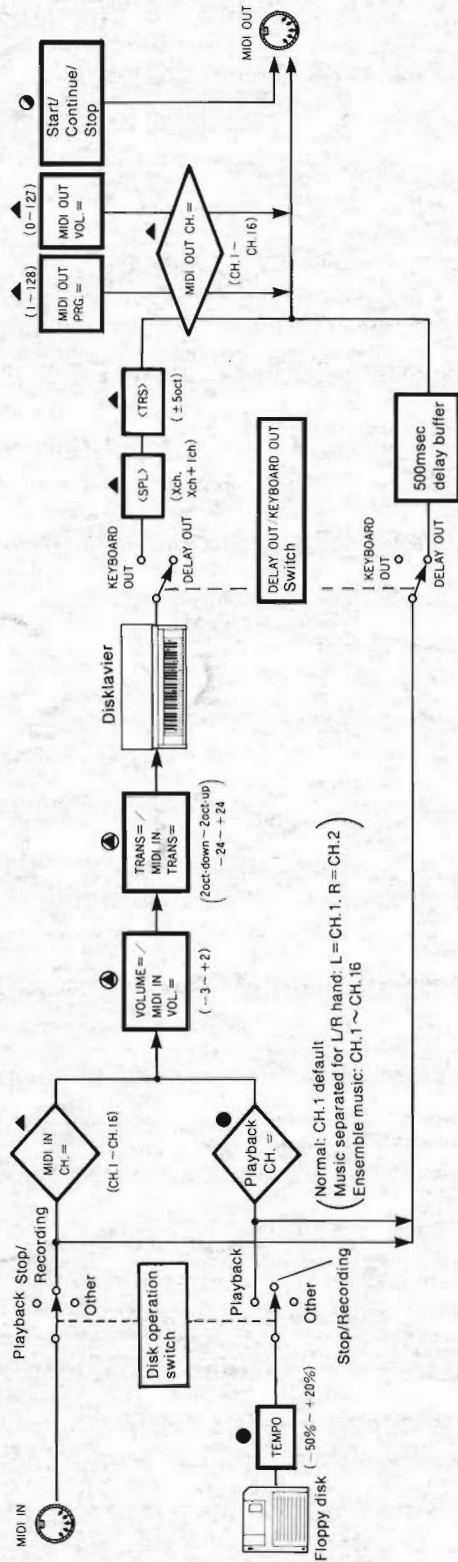 MIDI IN
Playback
Stop/
Recording
Other
Disk operation
switch
Floppy disk
TEMPO
(−50%~+20%)
Playback
Other
Stop/Recording
MIDI IN
CH.=
(CH.1~CH.16)
Playback
CH.=
Normal: CH.1 default
Music separated for L/R hand: L=CH.1, R=CH.2
Ensemble music: CH.1~CH.16
VOLUME=/
MIDI IN
VOL.=
(−3~+2)
TRANS=/
MIDI IN
TRANS=
(2oct-down~2oct-up)
−24~+24
Disklavier
KEYBOARD
OUT
DELAY OUT
<SPL>
(Xch,
Xch+1ch)
<TRS>
(±5oct)
DELAY OUT/KEYBOARD OUT
Switch
KEYBOARD
OUT
DELAY OUT
500msec
delay buffer
(1~128)
MIDI OUT
PRG.=
(0~127)
MIDI OUT
VOL.=
Start/
Continue/
Stop
MIDI OUT CH.=
(CH.1~
CH.16)
MIDI OUT